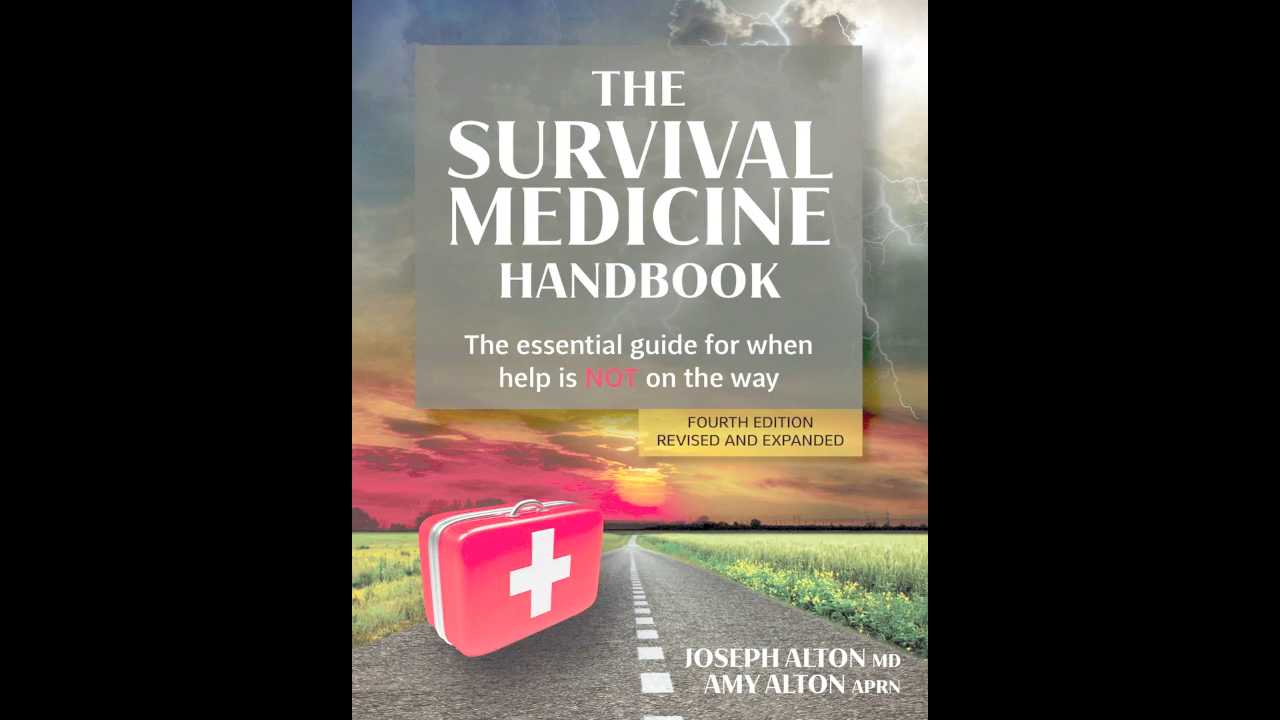 THE
SURVIVAL
MEDICINE
HANDBOOK
The essential guide for when
help is NOT on the way
FOURTH EDITION
REVISED AND EXPANDED
JOSEPH ALTON MD
AMY ALTON APRN